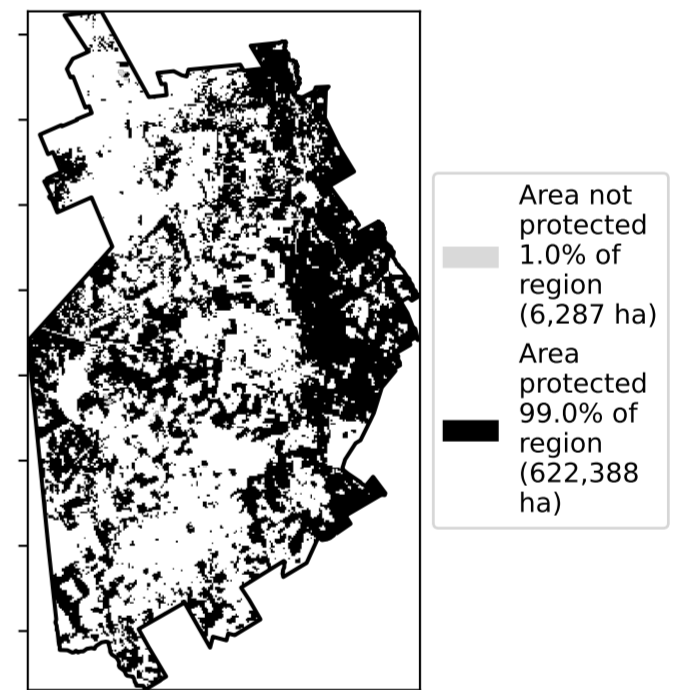 Area not
protected
1.0% of
region
(6,287 ha)
Area
protected
99.0% of
region
(622,388
ha)